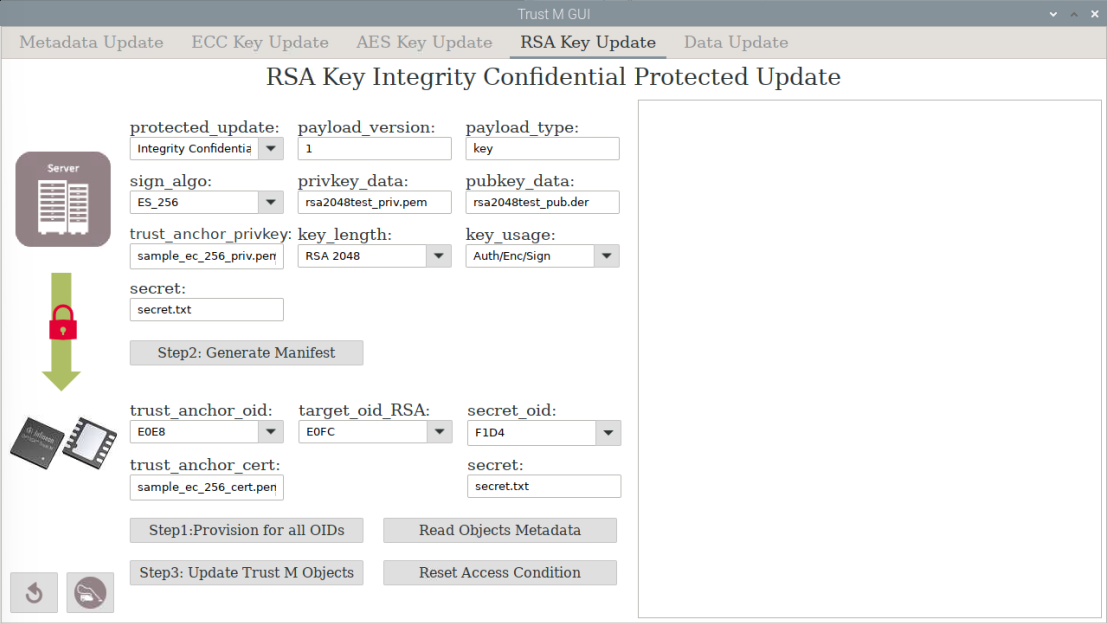 Trust M GUI
Metadata Update ECC Key Update AES Key Update RSA Key Update Data Update
RSA Key Integrity Confidential Protected Update
protected_update: payload_version: payload_type:
Integrity Confidentia 1 key
Server
sign_algo: privkey_data: pubkey_data:
ES_256 rsa2048test_priv.pem rsa2048test_pub.der
trust_anchor_privkey: key_length: key_usage:
sample_ec_256_priv.pem RSA 2048 Auth/Enc/Sign
secret:
secret.txt
Step2: Generate Manifest
trust_anchor_oid: target_oid_RSA: secret_oid:
E0E8 E0FC F1D4
Infineon
trust_anchor_cert: secret:
sample_ec_256_cert.pem secret.txt
Step1:Provision for all OIDs Read Objects Metadata
Step3: Update Trust M Objects Reset Access Condition